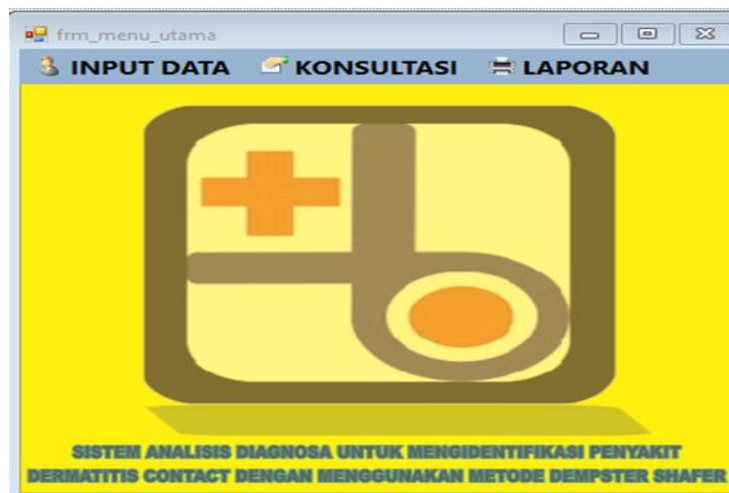 frm_menu_utama
INPUT DATA KONSULTASI LAPORAN
SISTEM ANALISIS DIAGNOSA UNTUK MENGIDENTIFIKASI PENYAKIT
DERMATITIS CONTACT DENGAN MENGGUNAKAN METODE DEMPSTER SHAFER